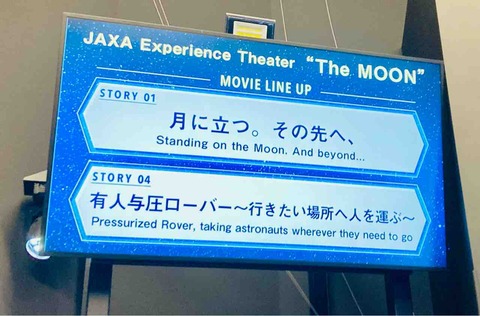 JAXA Experience Theater “The MOON”
MOVIE LINE UP
STORY 01
月に立つ。その先へ、
Standing on the Moon. And beyond...
STORY 04
有人与圧ローバー～行きたい場所へ人を運ぶ～
Pressurized Rover, taking astronauts wherever they need to go